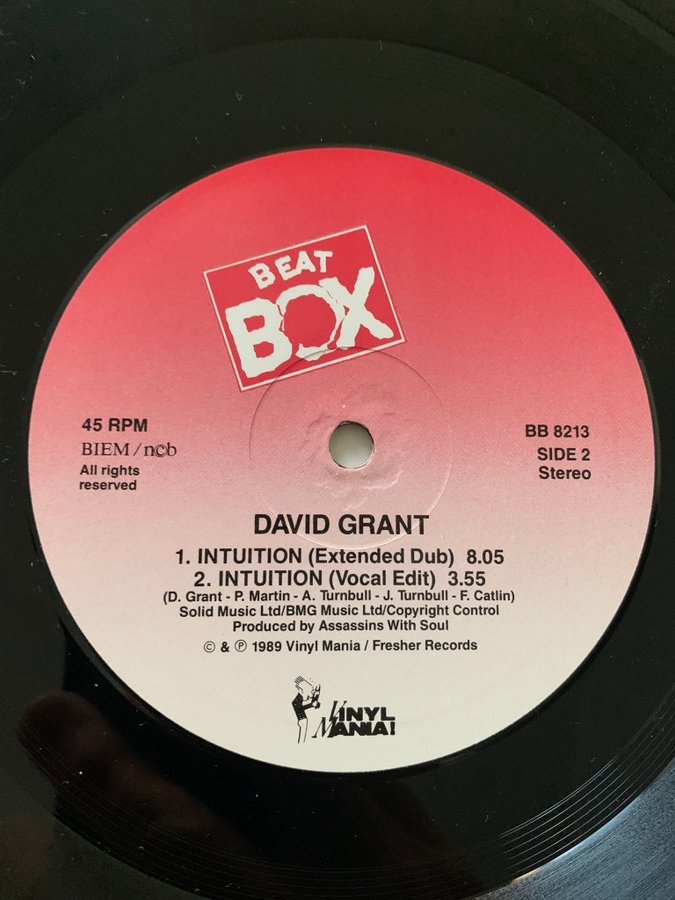 BEAT
BOX
45 RPM
BIEM / n©b
All rights
reserved
BB 8213
SIDE 2
Stereo
DAVID GRANT
1. INTUITION (Extended Dub) 8.05
2. INTUITION (Vocal Edit) 3.55
(D. Grant - P. Martin - A. Turnbull - J. Turnbull - F. Catlin)
Solid Music Ltd/BMG Music Ltd/Copyright Control
Produced by Assassins With Soul
© & ℗ 1989 Vinyl Mania / Fresher Records
VINYL
MANIA!